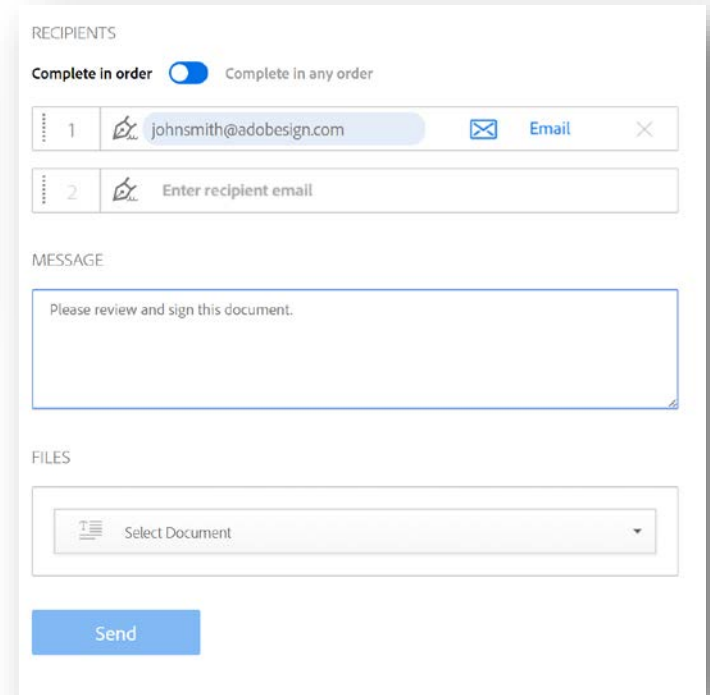 RECIPIENTS
Complete in order Complete in any order
1 johnsmith@adobesign.com Email
2 Enter recipient email
MESSAGE
Please review and sign this document.
FILES
Select Document
Send